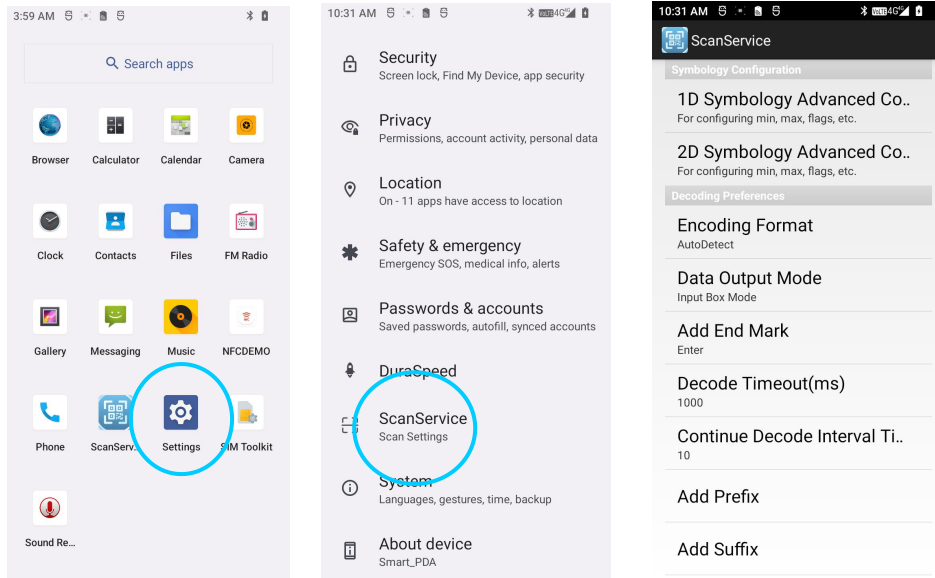 3:59 AM
Search apps
Browser Calculator Calendar Camera
Clock Contacts Files FM Radio
Gallery Messaging Music NFCDEMO
Phone ScanServ... Settings SIM Toolkit
Sound Re...
10:31 AM VoLTE 4G
Security
Screen lock, Find My Device, app security
Privacy
Permissions, account activity, personal data
Location
On - 11 apps have access to location
Safety & emergency
Emergency SOS, medical info, alerts
Passwords & accounts
Saved passwords, autofill, synced accounts
DuraSpeed
ScanService
Scan Settings
System
Languages, gestures, time, backup
About device
Smart_PDA
10:31 AM VoLTE 4G
ScanService
Symbology Configuration
1D Symbology Advanced Co..
For configuring min, max, flags, etc.
2D Symbology Advanced Co..
For configuring min, max, flags, etc.
Decoding Preferences
Encoding Format
AutoDetect
Data Output Mode
Input Box Mode
Add End Mark
Enter
Decode Timeout(ms)
1000
Continue Decode Interval Ti..
10
Add Prefix
Add Suffix